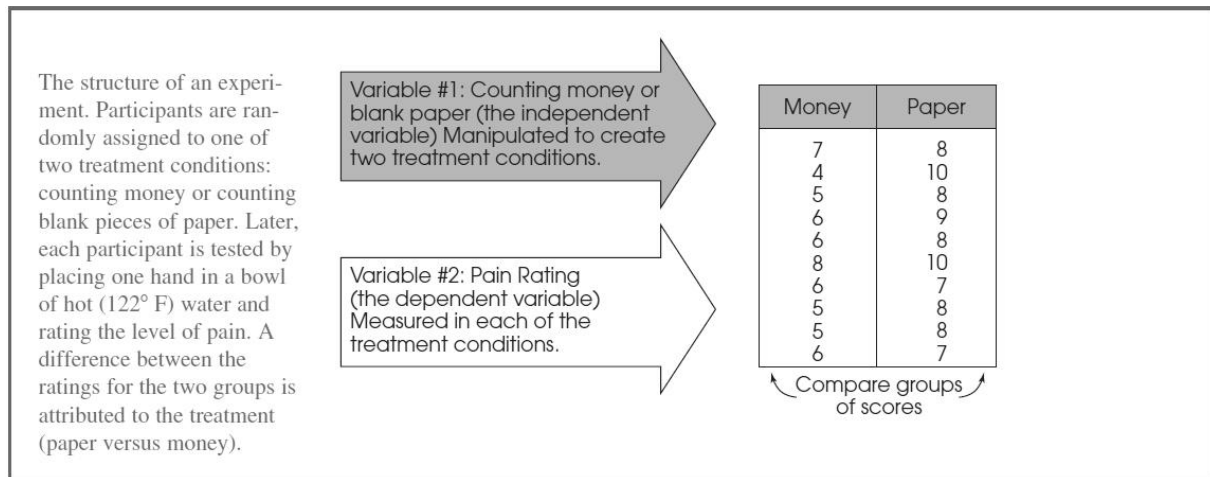 The structure of an experi-
ment. Participants are ran-
domly assigned to one of
two treatment conditions:
counting money or counting
blank pieces of paper. Later,
each participant is tested by
placing one hand in a bowl
of hot (122° F) water and
rating the level of pain. A
difference between the
ratings for the two groups is
attributed to the treatment
(paper versus money).
Variable #1: Counting money or
blank paper (the independent
variable) Manipulated to create
two treatment conditions.
Variable #2: Pain Rating
(the dependent variable)
Measured in each of the
treatment conditions.
Money Paper
7 8
4 10
5 8
6 9
6 8
8 10
6 7
5 8
5 8
6 7
Compare groups
of scores